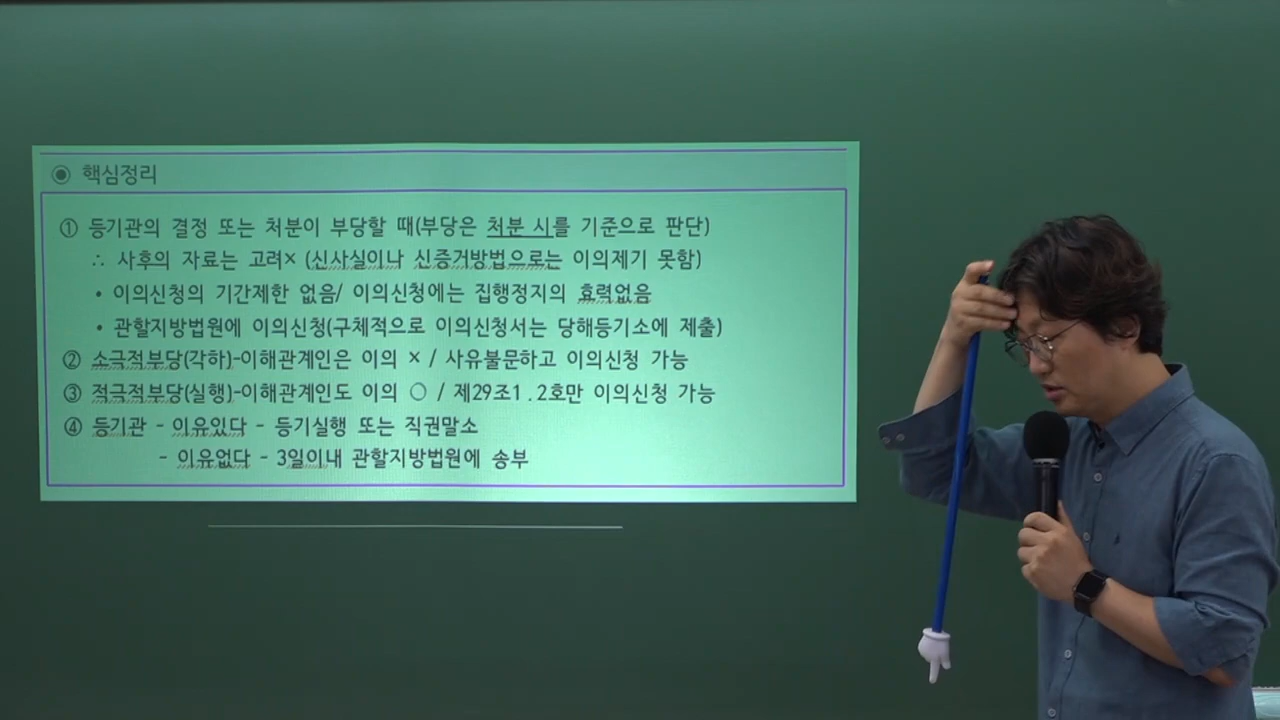 ◉ 핵심정리
① 등기관의 결정 또는 처분이 부당할 때(부당은 처분 시를 기준으로 판단)
∴ 사후의 자료는 고려× (신사실이나 신증거방법으로는 이의제기 못함)
• 이의신청의 기간제한 없음/ 이의신청에는 집행정지의 효력없음
• 관할지방법원에 이의신청(구체적으로 이의신청서는 당해등기소에 제출)
② 소극적부당(각하)-이해관계인은 이의 × / 사유불문하고 이의신청 가능
③ 적극적부당(실행)-이해관계인도 이의 ○ / 제29조1.2호만 이의신청 가능
④ 등기관 - 이유있다 - 등기실행 또는 직권말소
- 이유없다 - 3일이내 관할지방법원에 송부